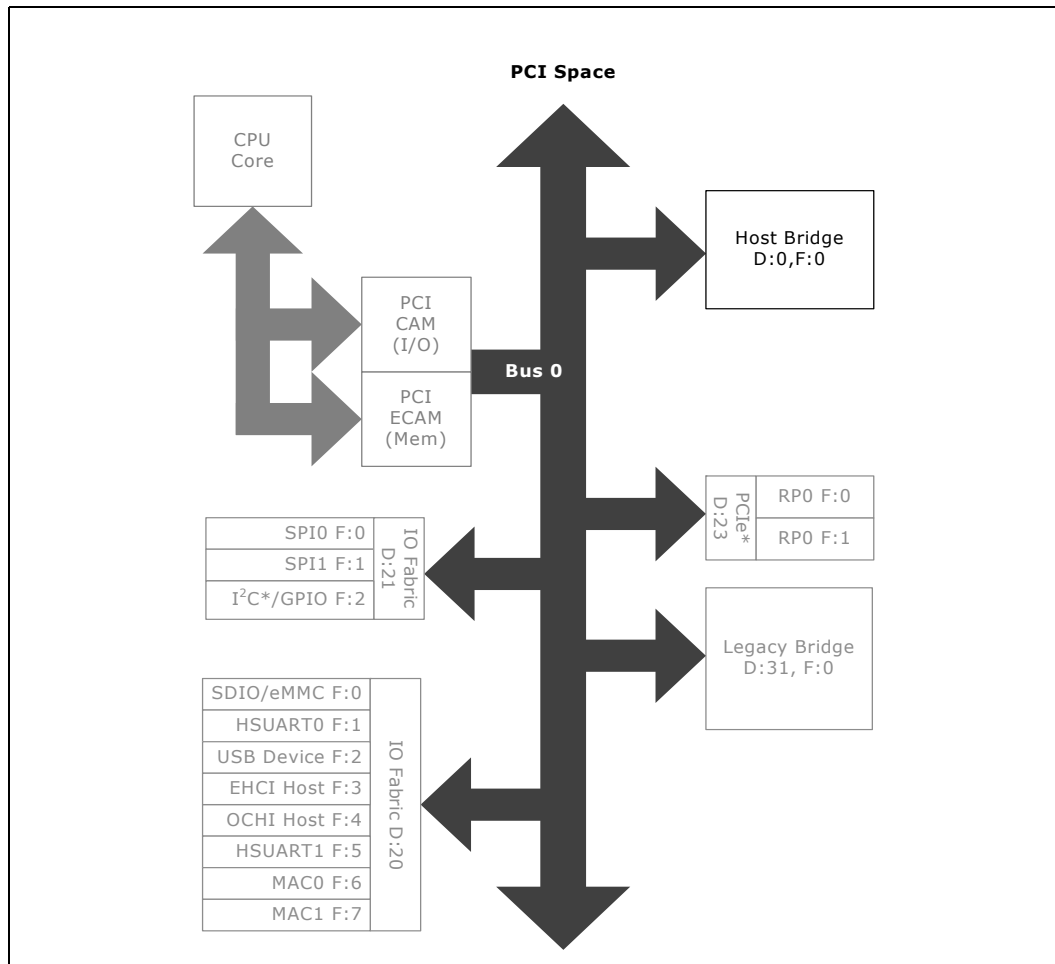 PCI Space
CPU
Core
Host Bridge
D:0,F:0
PCI
CAM
(I/O)
Bus 0
PCI
ECAM
(Mem)
PCIe*
D:23
RP0 F:0
RP0 F:1
SPI0 F:0
SPI1 F:1
I²C*/GPIO F:2
IO Fabric
D:21
Legacy Bridge
D:31, F:0
SDIO/eMMC F:0
HSUART0 F:1
USB Device F:2
EHCI Host F:3
OCHI Host F:4
HSUART1 F:5
MAC0 F:6
MAC1 F:7
IO Fabric D:20